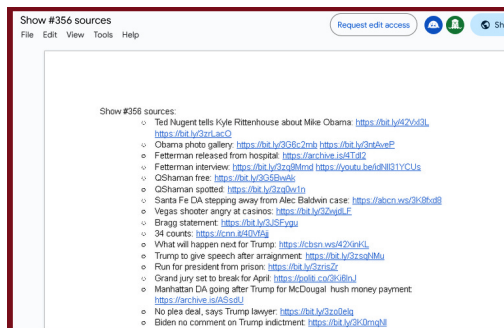 Show #356 sources
File Edit View Tools Help
Request edit access
Sh
Show #356 sources:
Ted Nugent tells Kyle Rittenhouse about Mike Obama: https://bit.ly/42VxI3L
https://bit.ly/3zrLacO
Obama photo gallery: https://bit.ly/3G6c2mb https://bit.ly/3ntAveP
Fetterman released from hospital: https://archive.is/4TdI2
Fetterman interview: https://bit.ly/3zq9Mmd https://youtu.be/idNIl31YCUs
QShaman free: https://bit.ly/3G5BwAk
QShaman spotted: https://bit.ly/3zq0w1n
Santa Fe DA stepping away from Alec Baldwin case: https://abcn.ws/3K8fxd8
Vegas shooter angry at casinos: https://bit.ly/3ZwjdLF
Bragg statement: https://bit.ly/3JSFygu
34 counts: https://cnn.it/40VfAjj
What will happen next for Trump: https://cbsn.ws/42XinKL
Trump to give speech after arraignment: https://bit.ly/3zsqNMu
Run for president from prison: https://bit.ly/3zrisZr
Grand jury set to break for April: https://politi.co/3Ki6lnJ
Manhattan DA going after Trump for McDougal hush money payment:
https://archive.is/ASsdU
No plea deal, says Trump lawyer: https://bit.ly/3zo0elq
Biden no comment on Trump indictment: https://bit.ly/3K0mqNl